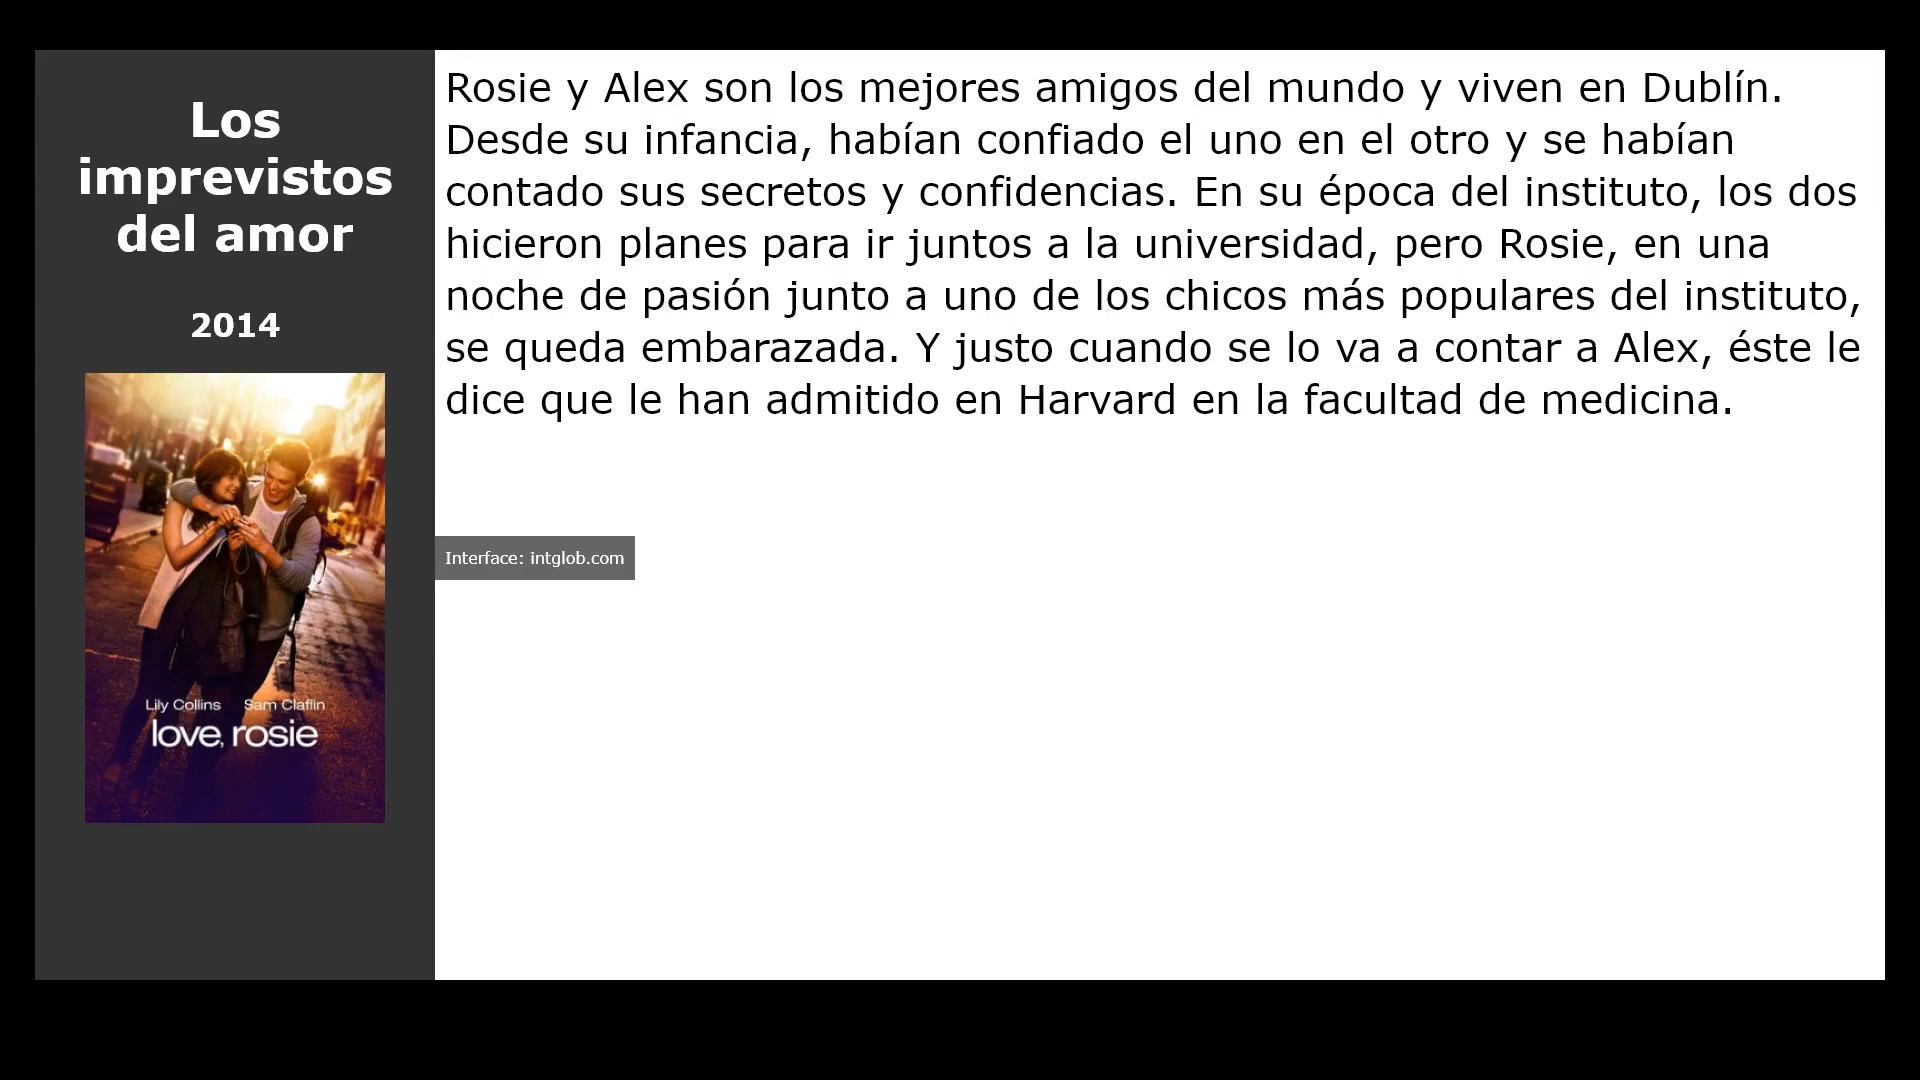 Los
imprevistos
del amor
2014
Lily Collins Sam Claflin
love, rosie
Rosie y Alex son los mejores amigos del mundo y viven en Dublín.
Desde su infancia, habían confiado el uno en el otro y se habían
contado sus secretos y confidencias. En su época del instituto, los dos
hicieron planes para ir juntos a la universidad, pero Rosie, en una
noche de pasión junto a uno de los chicos más populares del instituto,
se queda embarazada. Y justo cuando se lo va a contar a Alex, éste le
dice que le han admitido en Harvard en la facultad de medicina.
Interface: intglob.com